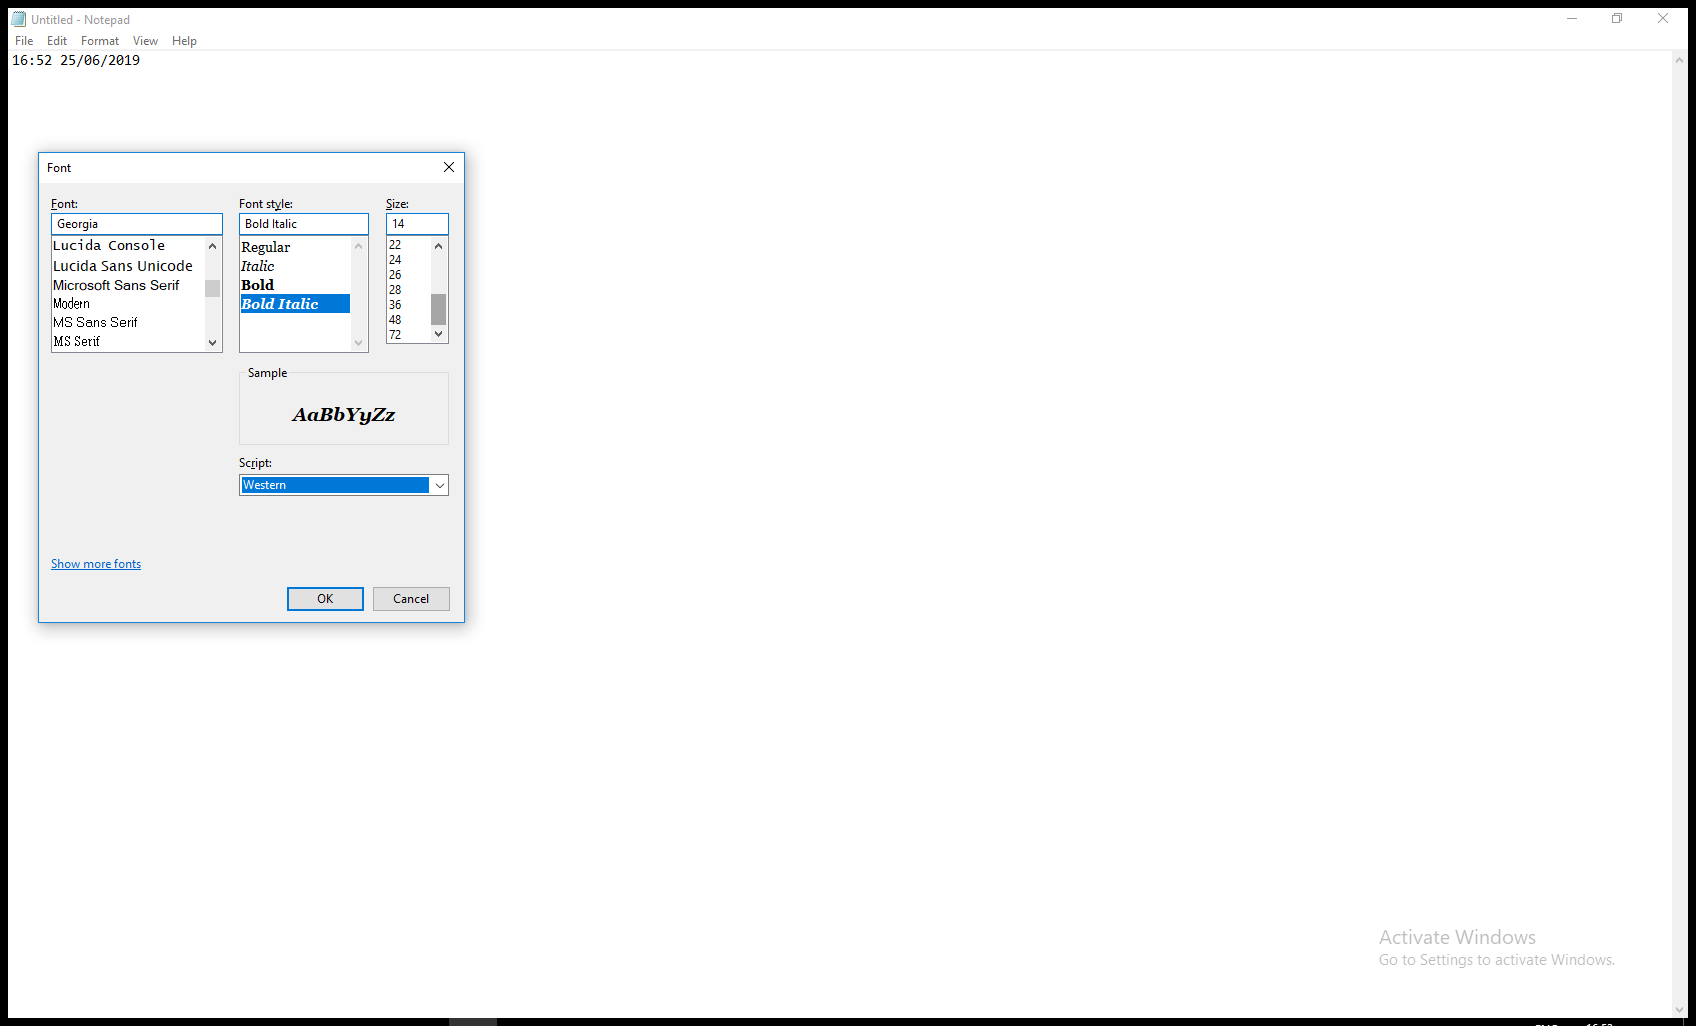 Untitled - Notepad
File Edit Format View Help
16:52 25/06/2019
Font
Font: Font style: Size:
Georgia Bold Italic 14
Lucida Console
Lucida Sans Unicode
Microsoft Sans Serif
Modern
MS Sans Serif
MS Serif
Regular
Italic
Bold
Bold Italic
22
24
26
28
36
48
72
Sample
AaBbYyZz
Script:
Western
Show more fonts
OK Cancel
Activate Windows
Go to Settings to activate Windows.